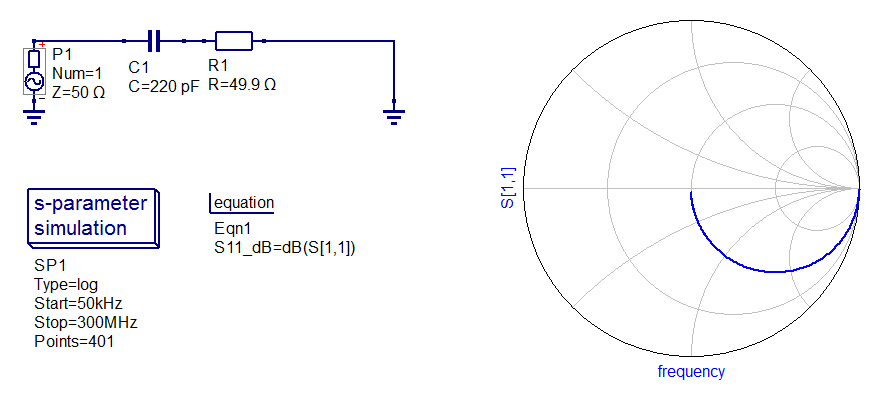 P1
Num=1
Z=50 Ω
C1
C=220 pF
R1
R=49.9 Ω
s-parameter
simulation
SP1
Type=log
Start=50kHz
Stop=300MHz
Points=401
equation
Eqn1
S11_dB=dB(S[1,1])
S[1,1]
frequency